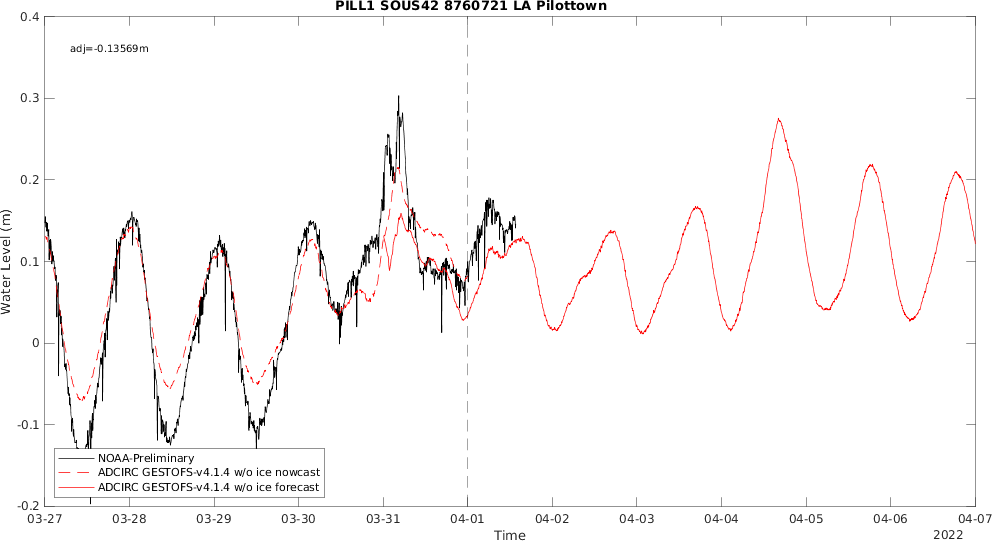 PILL1 SOUS42 8760721 LA Pilottown
adj=-0.13569m
Water Level (m)
0.4
0.3
0.2
0.1
0
-0.1
-0.2
NOAA-Preliminary
ADCIRC GESTOFS-v4.1.4 w/o ice nowcast
ADCIRC GESTOFS-v4.1.4 w/o ice forecast
03-27 03-28 03-29 03-30 03-31 04-01 04-02 04-03 04-04 04-05 04-06 04-07
2022
Time